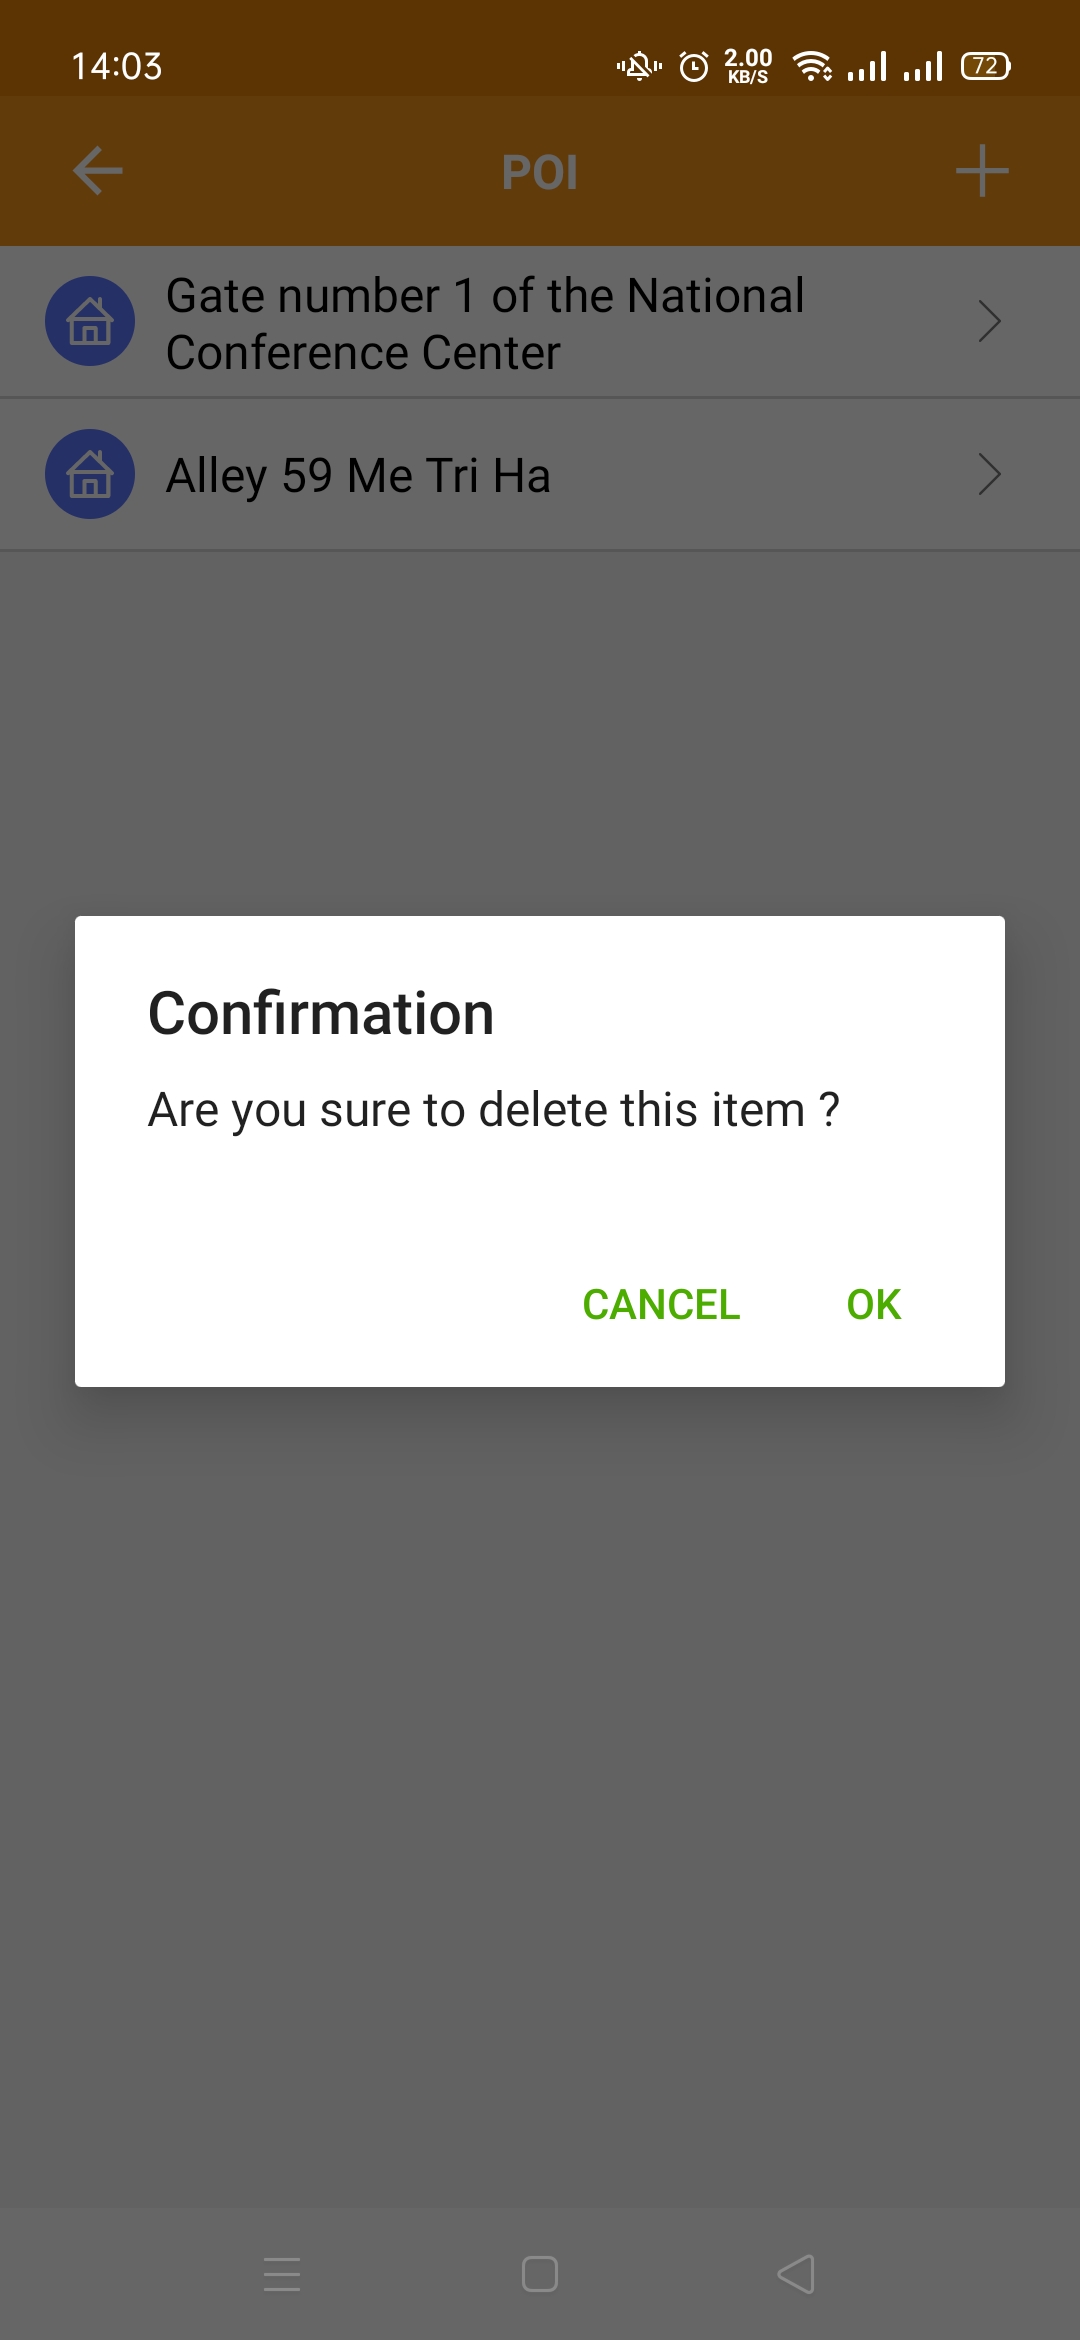 14:03
2.00
KB/S
72
POI
Gate number 1 of the National
Conference Center
Alley 59 Me Tri Ha
Confirmation
Are you sure to delete this item ?
CANCEL OK